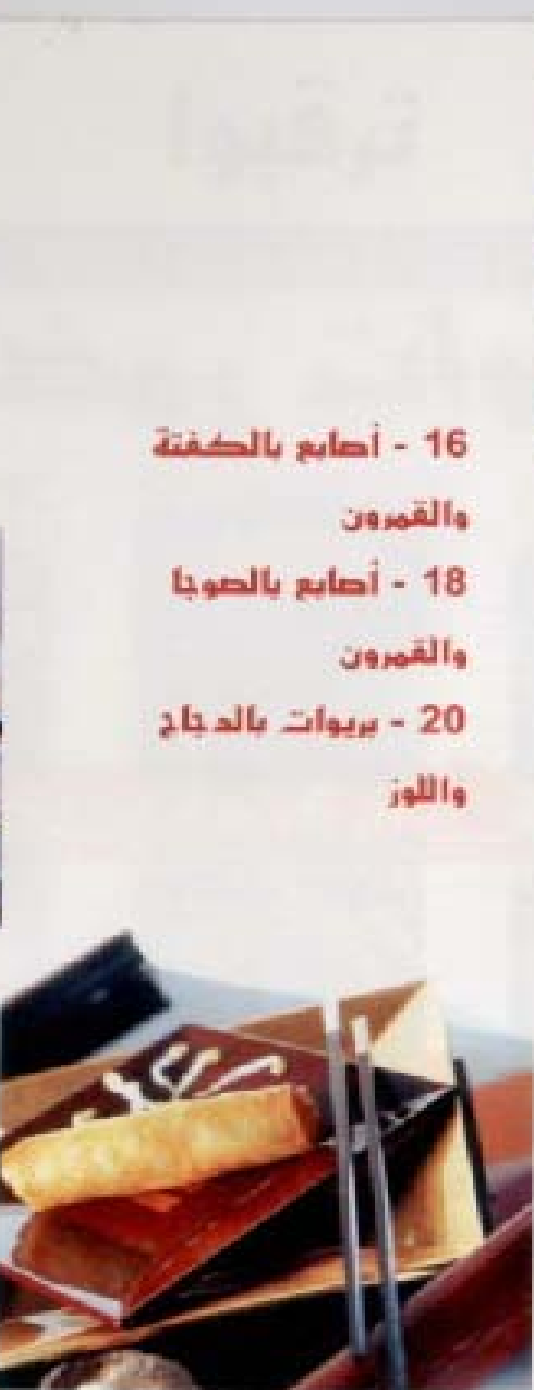 16 - أصابع بالكفتة
والقمرون
18 - أصابع بالصوجا
والقمرون
20 - بريوات بالدجاج
واللوز